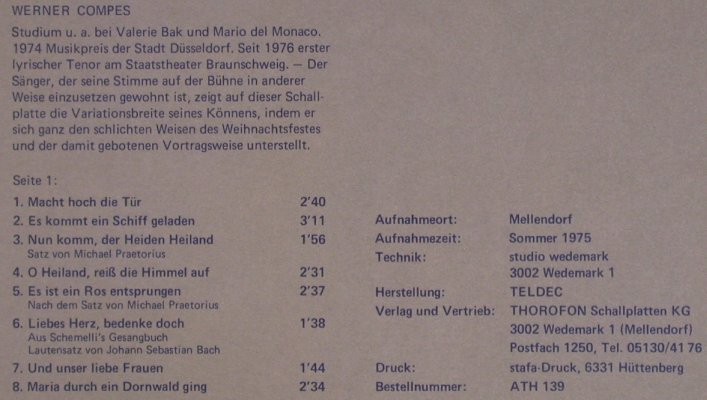 WERNER COMPES
Studium u. a. bei Valerie Bak und Mario del Monaco.
1974 Musikpreis der Stadt Düsseldorf. Seit 1976 erster
lyrischer Tenor am Staatstheater Braunschweig. — Der
Sänger, der seine Stimme auf der Bühne in anderer
Weise einzusetzen gewohnt ist, zeigt auf dieser Schall-
platte die Variationsbreite seines Könnens, indem er
sich ganz den schlichten Weisen des Weihnachtsfestes
und der damit gebotenen Vortragsweise unterstellt.
Seite 1:
1. Macht hoch die Tür 2'40
2. Es kommt ein Schiff geladen 3'11
3. Nun komm, der Heiden Heiland 1'56
Satz von Michael Praetorius
4. O Heiland, reiß die Himmel auf 2'31
5. Es ist ein Ros entsprungen 2'37
Nach dem Satz von Michael Praetorius
6. Liebes Herz, bedenke doch 1'38
Aus Schemelli's Gesangbuch
Lautensatz von Johann Sebastian Bach
7. Und unser liebe Frauen 1'44
8. Maria durch ein Dornwald ging 2'34
Aufnahmeort: Mellendorf
Aufnahmezeit: Sommer 1975
Technik: studio wedemark
3002 Wedemark 1
Herstellung: TELDEC
Verlag und Vertrieb: THOROFON Schallplatten KG
3002 Wedemark 1 (Mellendorf)
Postfach 1250, Tel. 05130/41 76
Druck: stafa-Druck, 6331 Hüttenberg
Bestellnummer: ATH 139